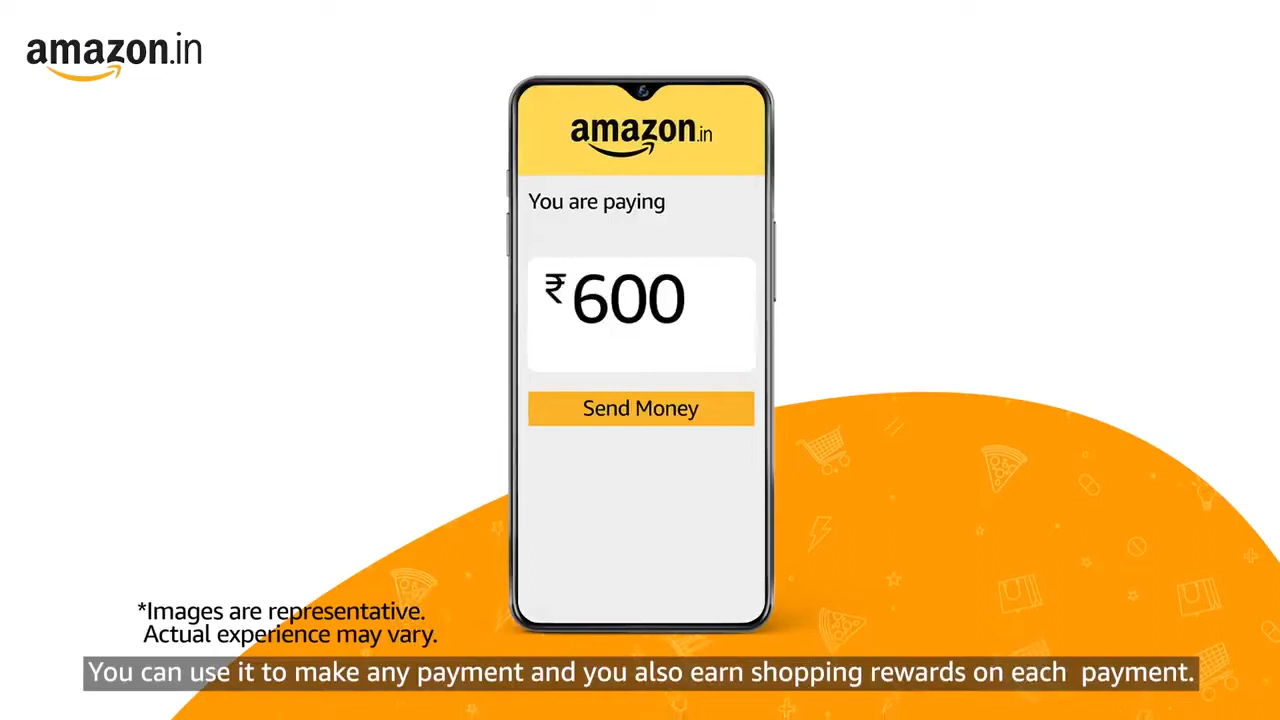 amazon.in
amazon.in
You are paying
₹600
Send Money
*Images are representative.
Actual experience may vary.
You can use it to make any payment and you also earn shopping rewards on each payment.